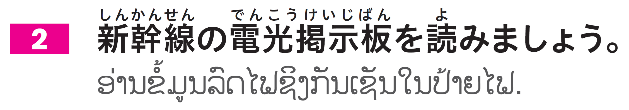 しんかんせん でんこうけいじばん よ
2 新幹線の電光掲示板を読みましょう。
ອ່ານຂໍ້ມູນລົດໄຟຊິງກັນເຊັນໃນປ້າຍໄຟ.